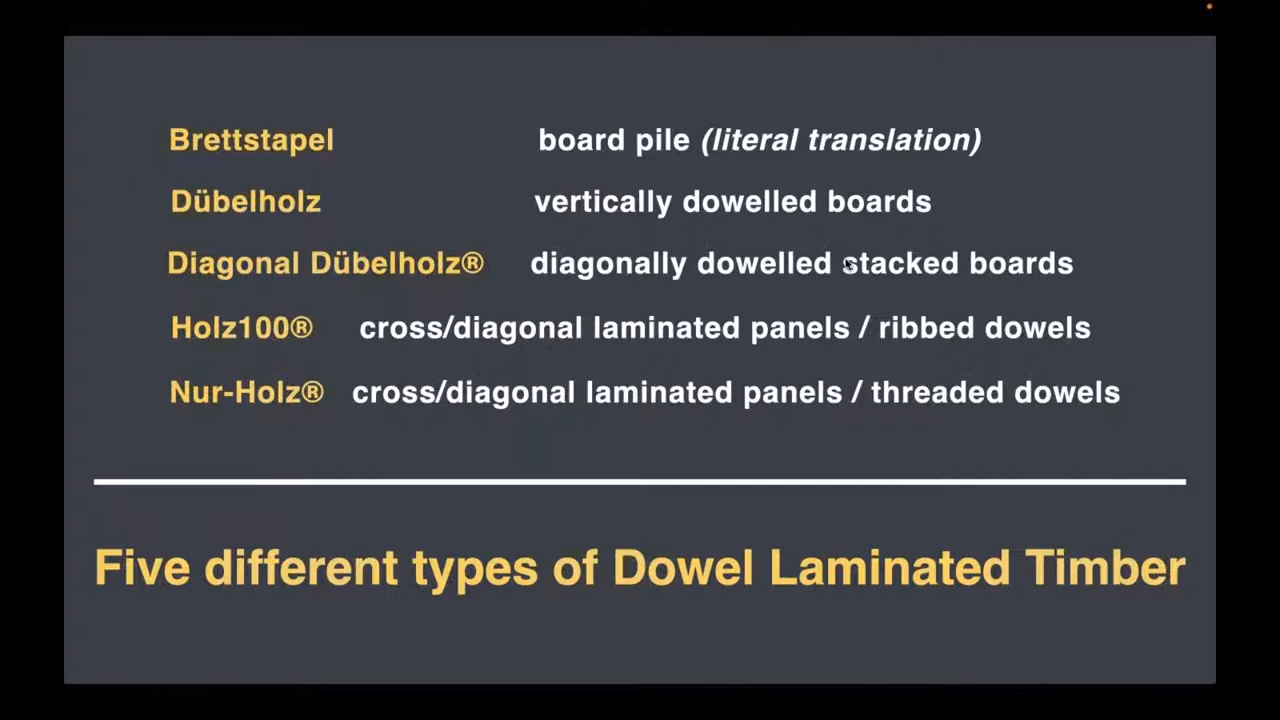 Brettstapel board pile (literal translation)
Dübelholz vertically dowelled boards
Diagonal Dübelholz® diagonally dowelled stacked boards
Holz100® cross/diagonal laminated panels / ribbed dowels
Nur-Holz® cross/diagonal laminated panels / threaded dowels
Five different types of Dowel Laminated Timber